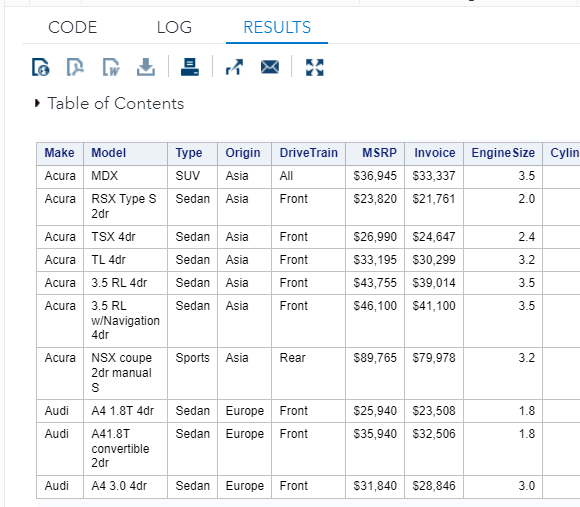 CODE LOG RESULTS
Table of Contents
Make Model Type Origin DriveTrain MSRP Invoice EngineSize Cylin
Acura MDX SUV Asia All $36,945 $33,337 3.5
Acura RSX Type S Sedan Asia Front $23,820 $21,761 2.0
2dr
Acura TSX 4dr Sedan Asia Front $26,990 $24,647 2.4
Acura TL 4dr Sedan Asia Front $33,195 $30,299 3.2
Acura 3.5 RL 4dr Sedan Asia Front $43,755 $39,014 3.5
Acura 3.5 RL Sedan Asia Front $46,100 $41,100 3.5
w/Navigation
4dr
Acura NSX coupe Sports Asia Rear $89,765 $79,978 3.2
2dr manual
S
Audi A4 1.8T 4dr Sedan Europe Front $25,940 $23,508 1.8
Audi A41.8T Sedan Europe Front $35,940 $32,506 1.8
convertible
2dr
Audi A4 3.0 4dr Sedan Europe Front $31,840 $28,846 3.0